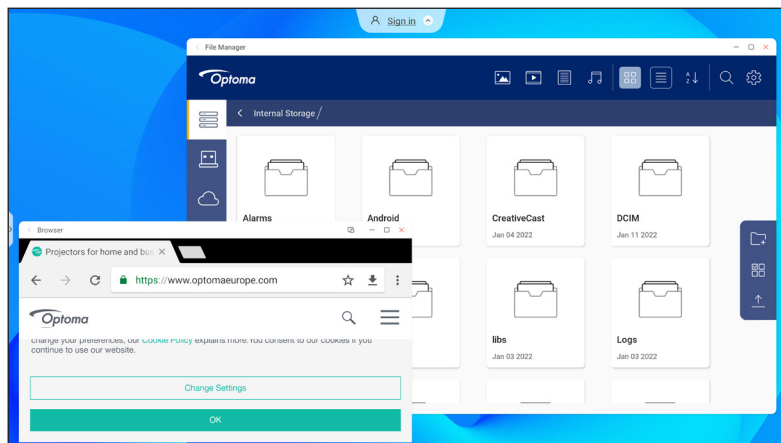 Sign in
File Manager
Optoma
Internal Storage /
Alarms
Android
CreativeCast
Jan 04 2022
DCIM
Jan 11 2022
libs
Jan 03 2022
Logs
Jan 03 2022
Browser
Projectors for home and bus
https://www.optomaeurope.com
Optoma
change your preferences, our Cookie Policy explains more. You consent to our cookies if you
continue to use our website.
Change Settings
OK